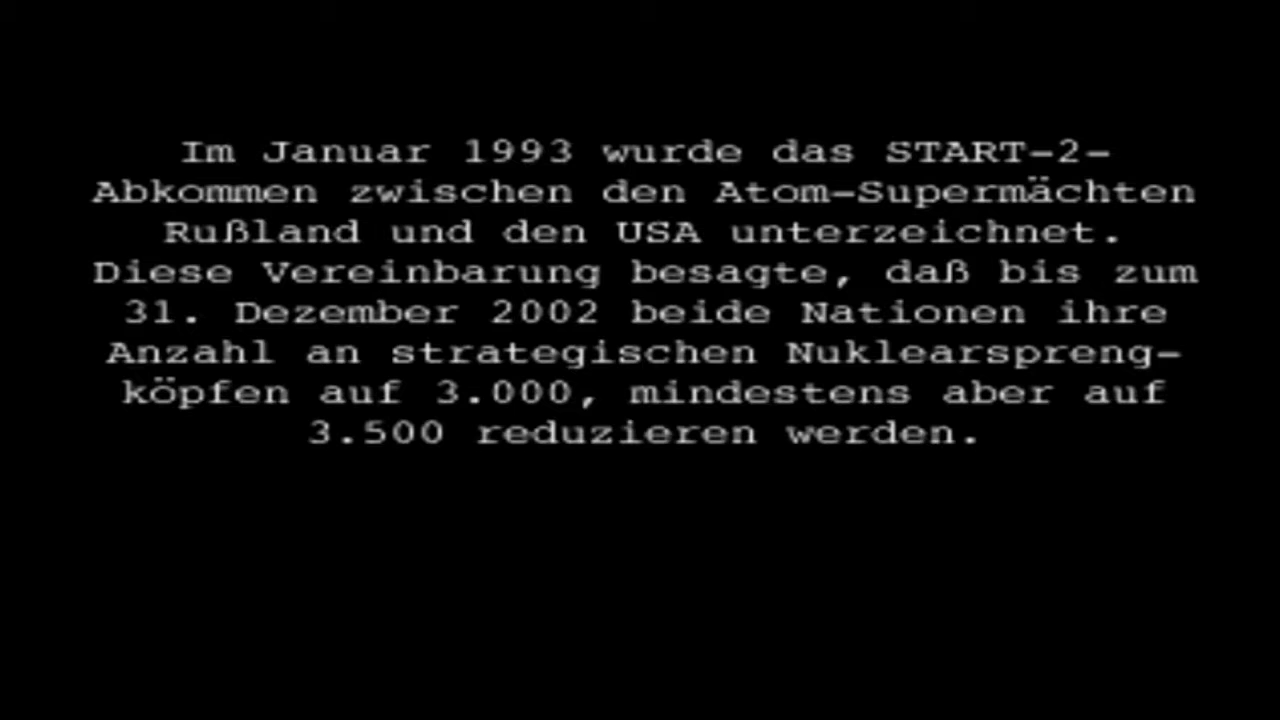 Im Januar 1993 wurde das START-2-
Abkommen zwischen den Atom-Supermächten
Rußland und den USA unterzeichnet.
Diese Vereinbarung besagte, daß bis zum
31. Dezember 2002 beide Nationen ihre
Anzahl an strategischen Nuklearspreng-
köpfen auf 3.000, mindestens aber auf
3.500 reduzieren werden.